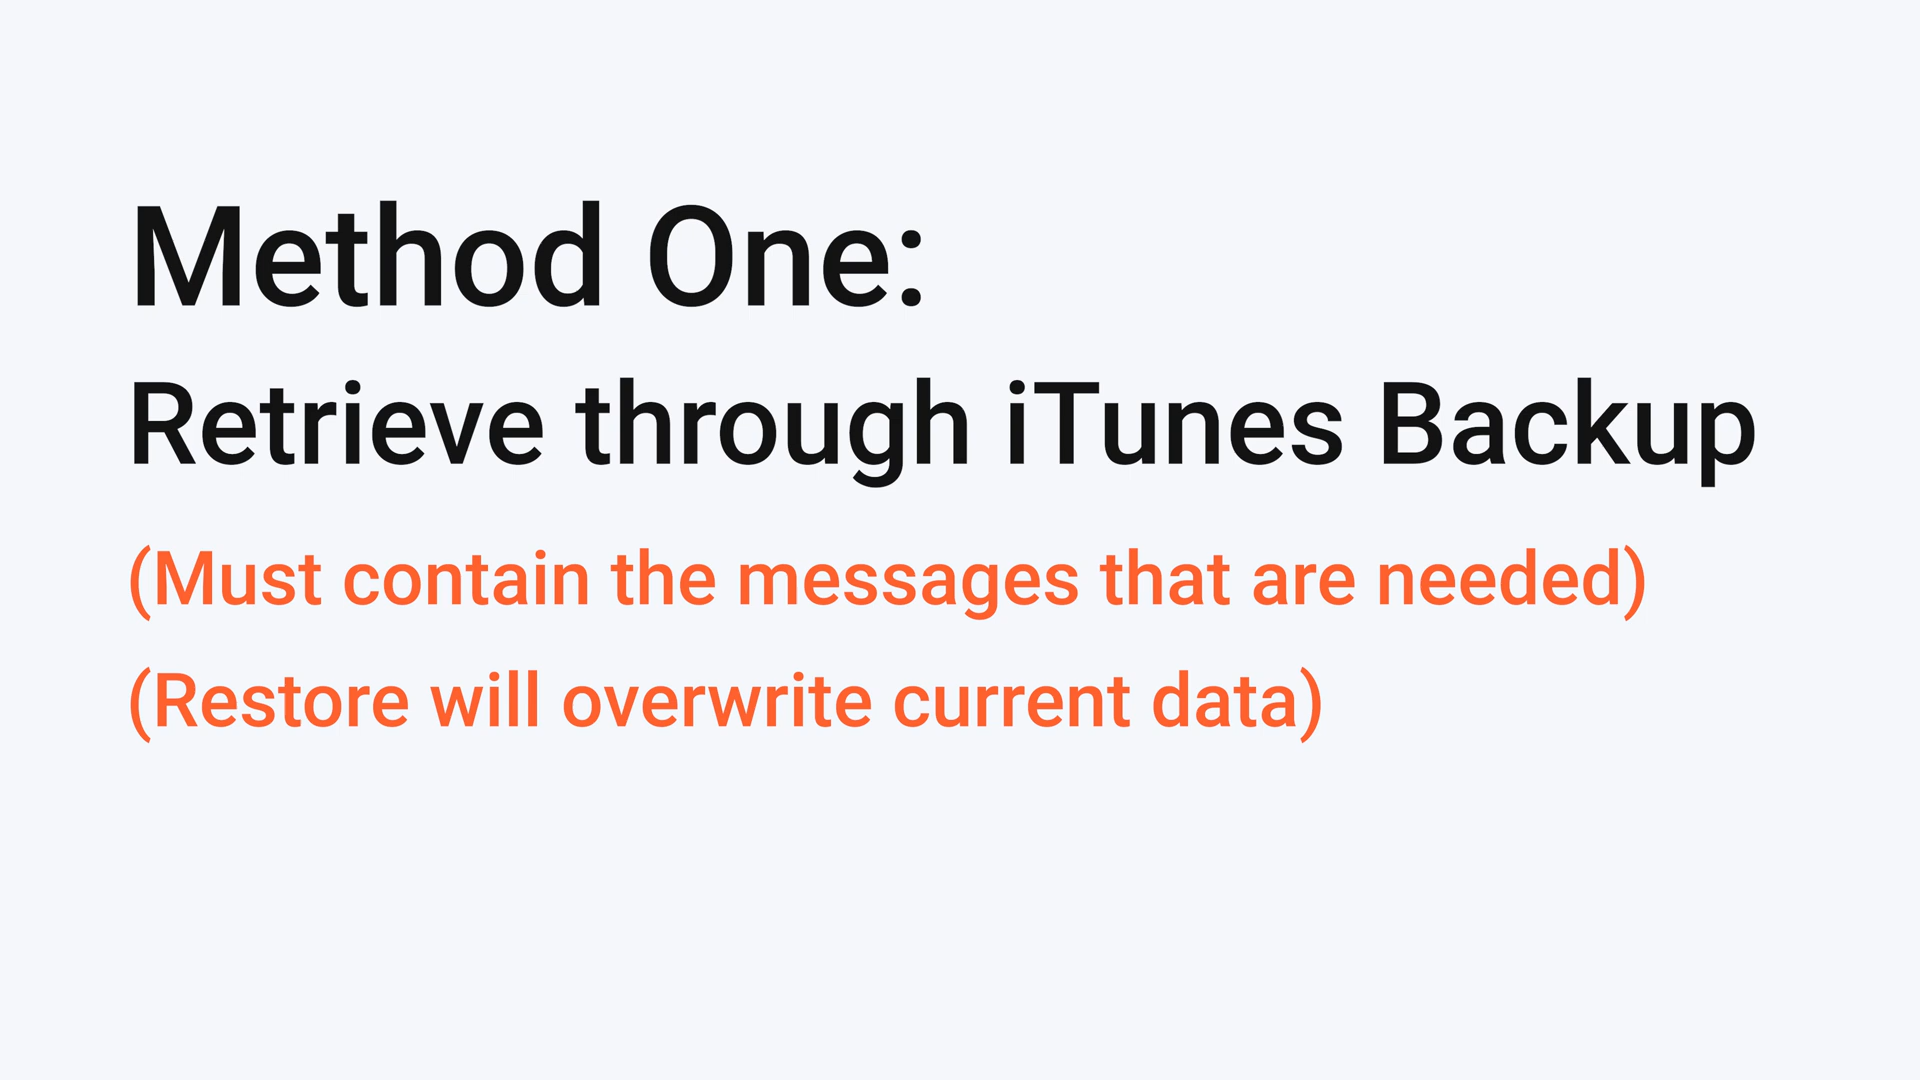 Method One:
Retrieve through iTunes Backup
(Must contain the messages that are needed)
(Restore will overwrite current data)